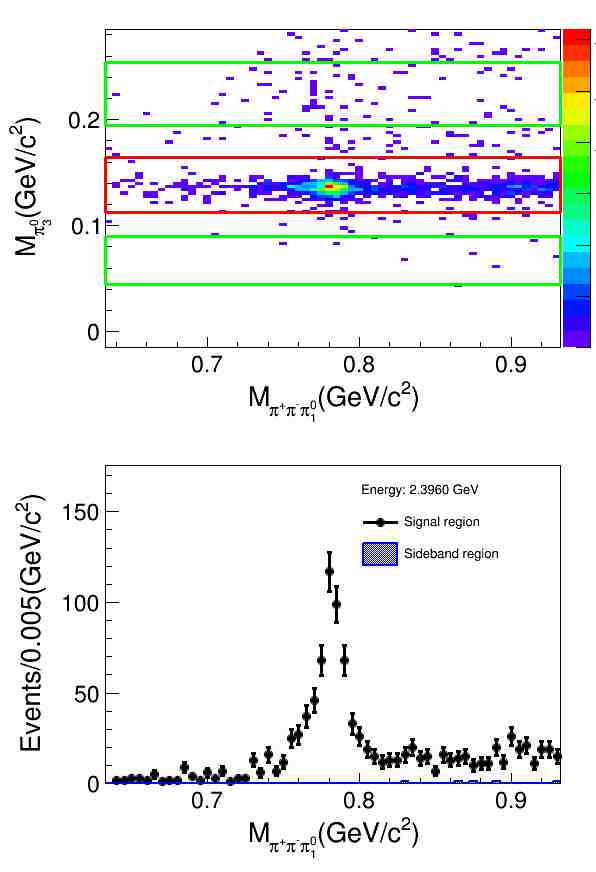 M_{π^0_3}(GeV/c^2)
0.2
0.1
0
0.7 0.8 0.9
M_{π^+π^-π^0_1}(GeV/c^2)
Events/0.005(GeV/c^2)
150
100
50
0
Energy: 2.3960 GeV
Signal region
Sideband region
0.7 0.8 0.9
M_{π^+π^-π^0_1}(GeV/c^2)